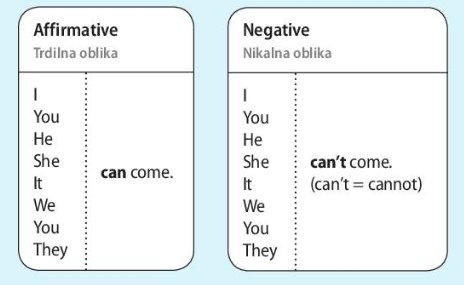 Affirmative
Trdilna oblika
I
You
He
She
It
We
You
They
can come.
Negative
Nikalna oblika
I
You
He
She
It
We
You
They
can't come.
(can't = cannot)